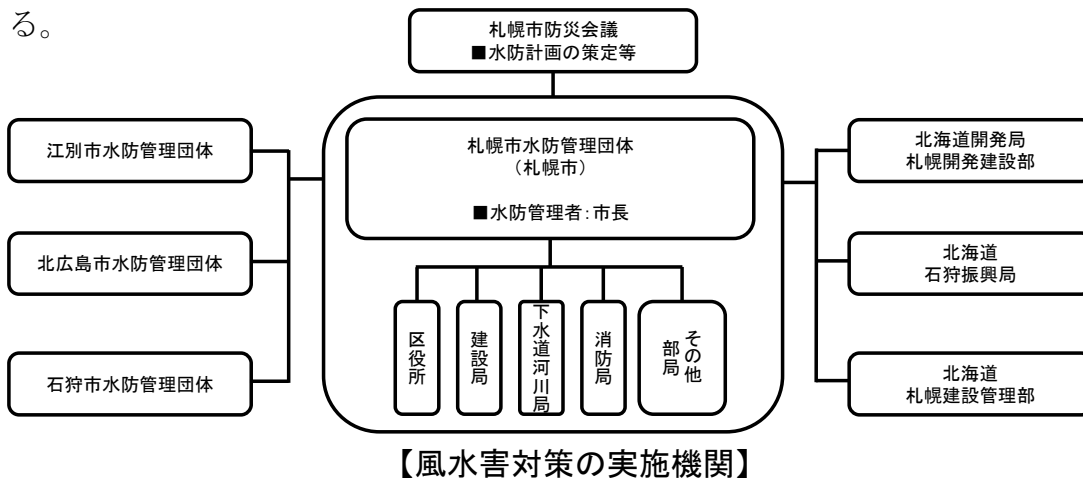 る。
札幌市防災会議
■水防計画の策定等
江別市水防管理団体
北広島市水防管理団体
石狩市水防管理団体
札幌市水防管理団体
（札幌市）
■水防管理者：市長
区役所
建設局
下水道河川局
消防局
その他
部局
北海道開発局
札幌開発建設部
北海道
石狩振興局
北海道
札幌建設管理部
【風水害対策の実施機関】